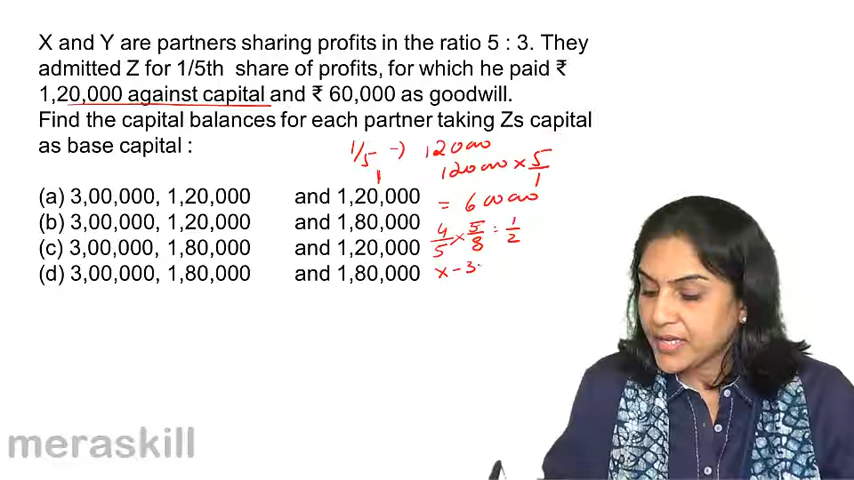 X and Y are partners sharing profits in the ratio 5 : 3. They
admitted Z for 1/5th share of profits, for which he paid ₹
1,20,000 against capital and ₹ 60,000 as goodwill.
Find the capital balances for each partner taking Zs capital
as base capital :
1/5 -> 120000
120000 × 5/1
(a) 3,00,000, 1,20,000 and 1,20,000
= 600000
(b) 3,00,000, 1,20,000 and 1,80,000
4/5 × 5/8 = 1/2
(c) 3,00,000, 1,80,000 and 1,20,000
(d) 3,00,000, 1,80,000 and 1,80,000
x - 3
meraskill